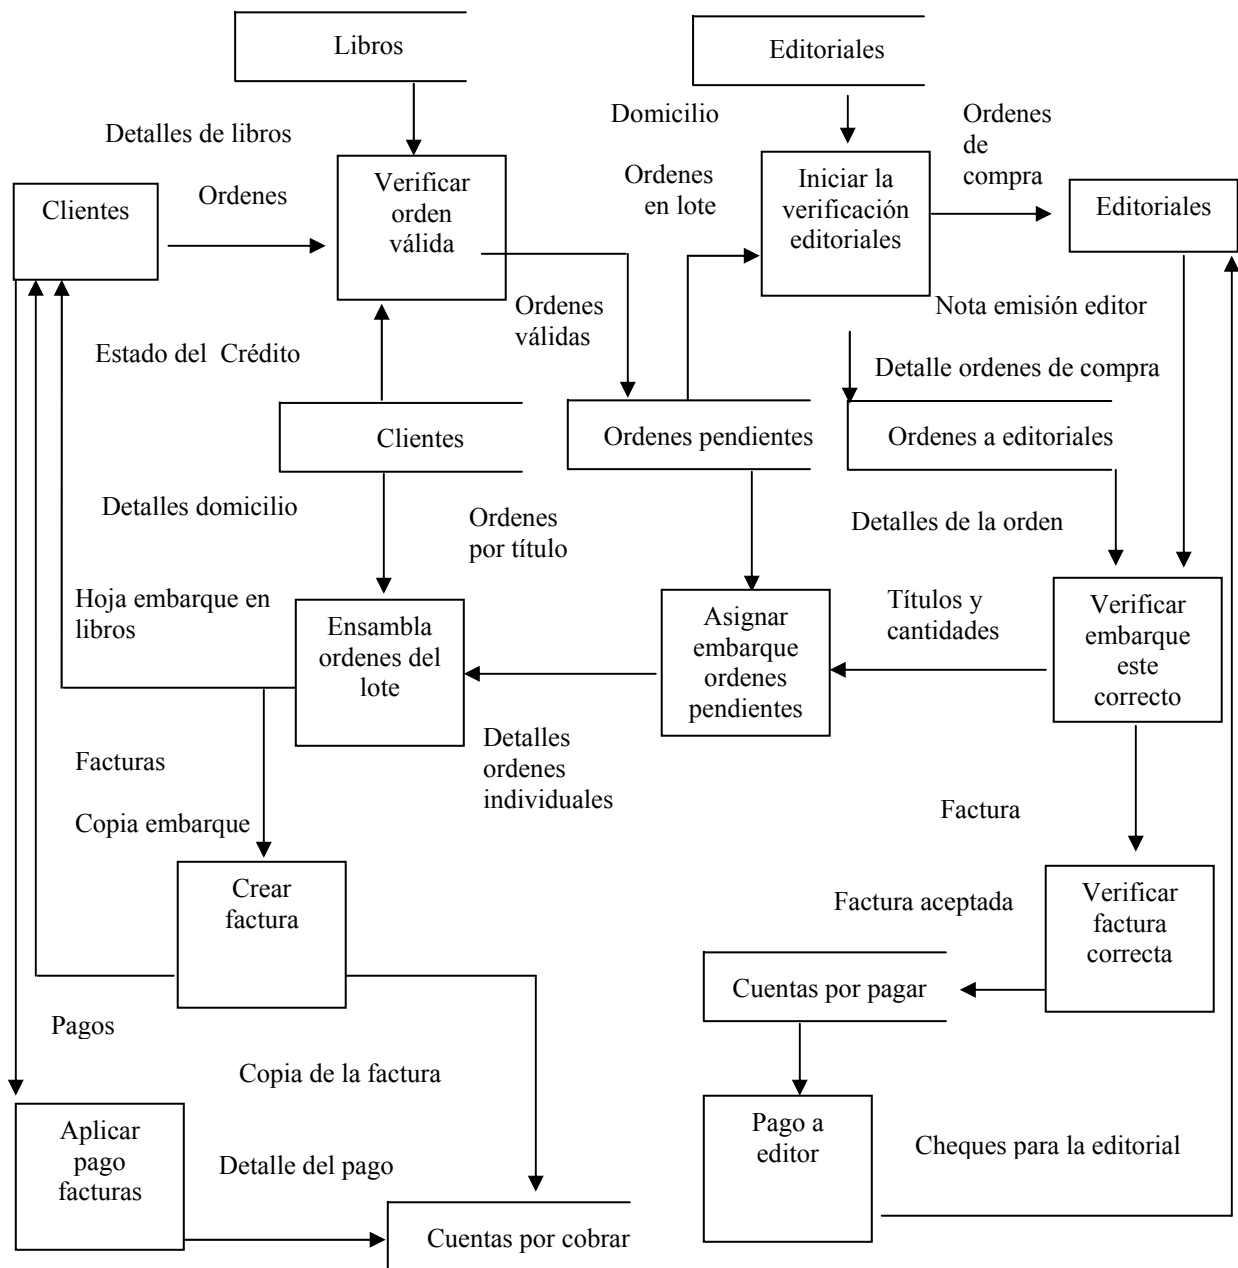 Libros
Editoriales
Detalles de libros
Domicilio
Ordenes
de
compra
Clientes
Ordenes
Verificar
orden
válida
Ordenes
en lote
Iniciar la
verificación
editoriales
Editoriales
Estado del  Crédito
Ordenes
válidas
Nota emisión editor
Detalle ordenes de compra
Clientes
Ordenes pendientes
Ordenes a editoriales
Detalles domicilio
Ordenes
por título
Detalles de la orden
Hoja embarque en
libros
Ensambla
ordenes del
lote
Asignar
embarque
ordenes
pendientes
Títulos y
cantidades
Verificar
embarque
este
correcto
Facturas
Detalles
ordenes
individuales
Copia embarque
Factura
Crear
factura
Factura aceptada
Verificar
factura
correcta
Cuentas por pagar
Pagos
Copia de la factura
Aplicar
pago
facturas
Detalle del pago
Pago a
editor
Cheques para la editorial
Cuentas por cobrar